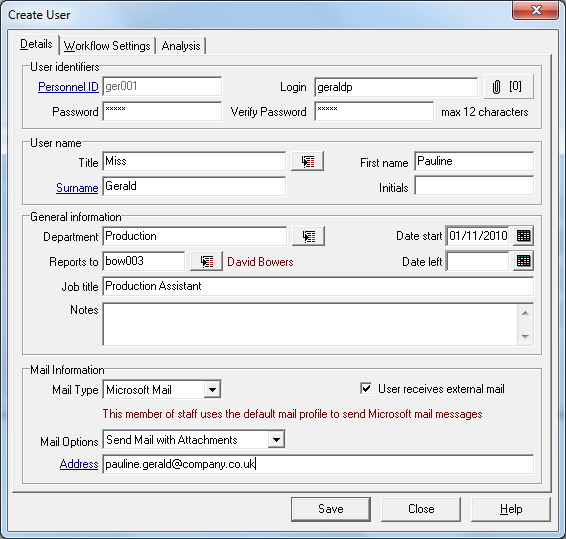 Create User
Details Workflow Settings Analysis
User identifiers
Personnel ID ger001 Login geraldp [0]
Password ***** Verify Password ***** max 12 characters
User name
Title Miss First name Pauline
Surname Gerald Initials
General information
Department Production Date start 01/11/2010
Reports to bow003 David Bowers Date left
Job title Production Assistant
Notes
Mail Information
Mail Type Microsoft Mail User receives external mail
This member of staff uses the default mail profile to send Microsoft mail messages
Mail Options Send Mail with Attachments
Address pauline.gerald@company.co.uk
Save Close Help